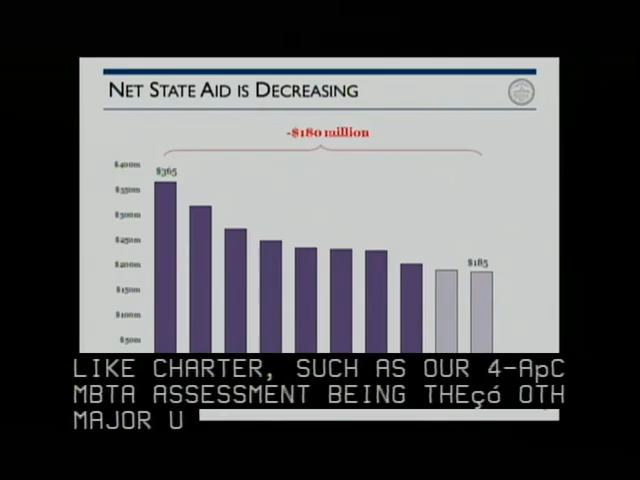 NET STATE AID IS DECREASING
-$180 million
$400m
$365
$350m
$300m
$250m
$200m
$185
$150m
$100m
$50m
LIKE CHARTER, SUCH AS OUR 4-ApC
MBTA ASSESSMENT BEING THEçó OTH
MAJOR U